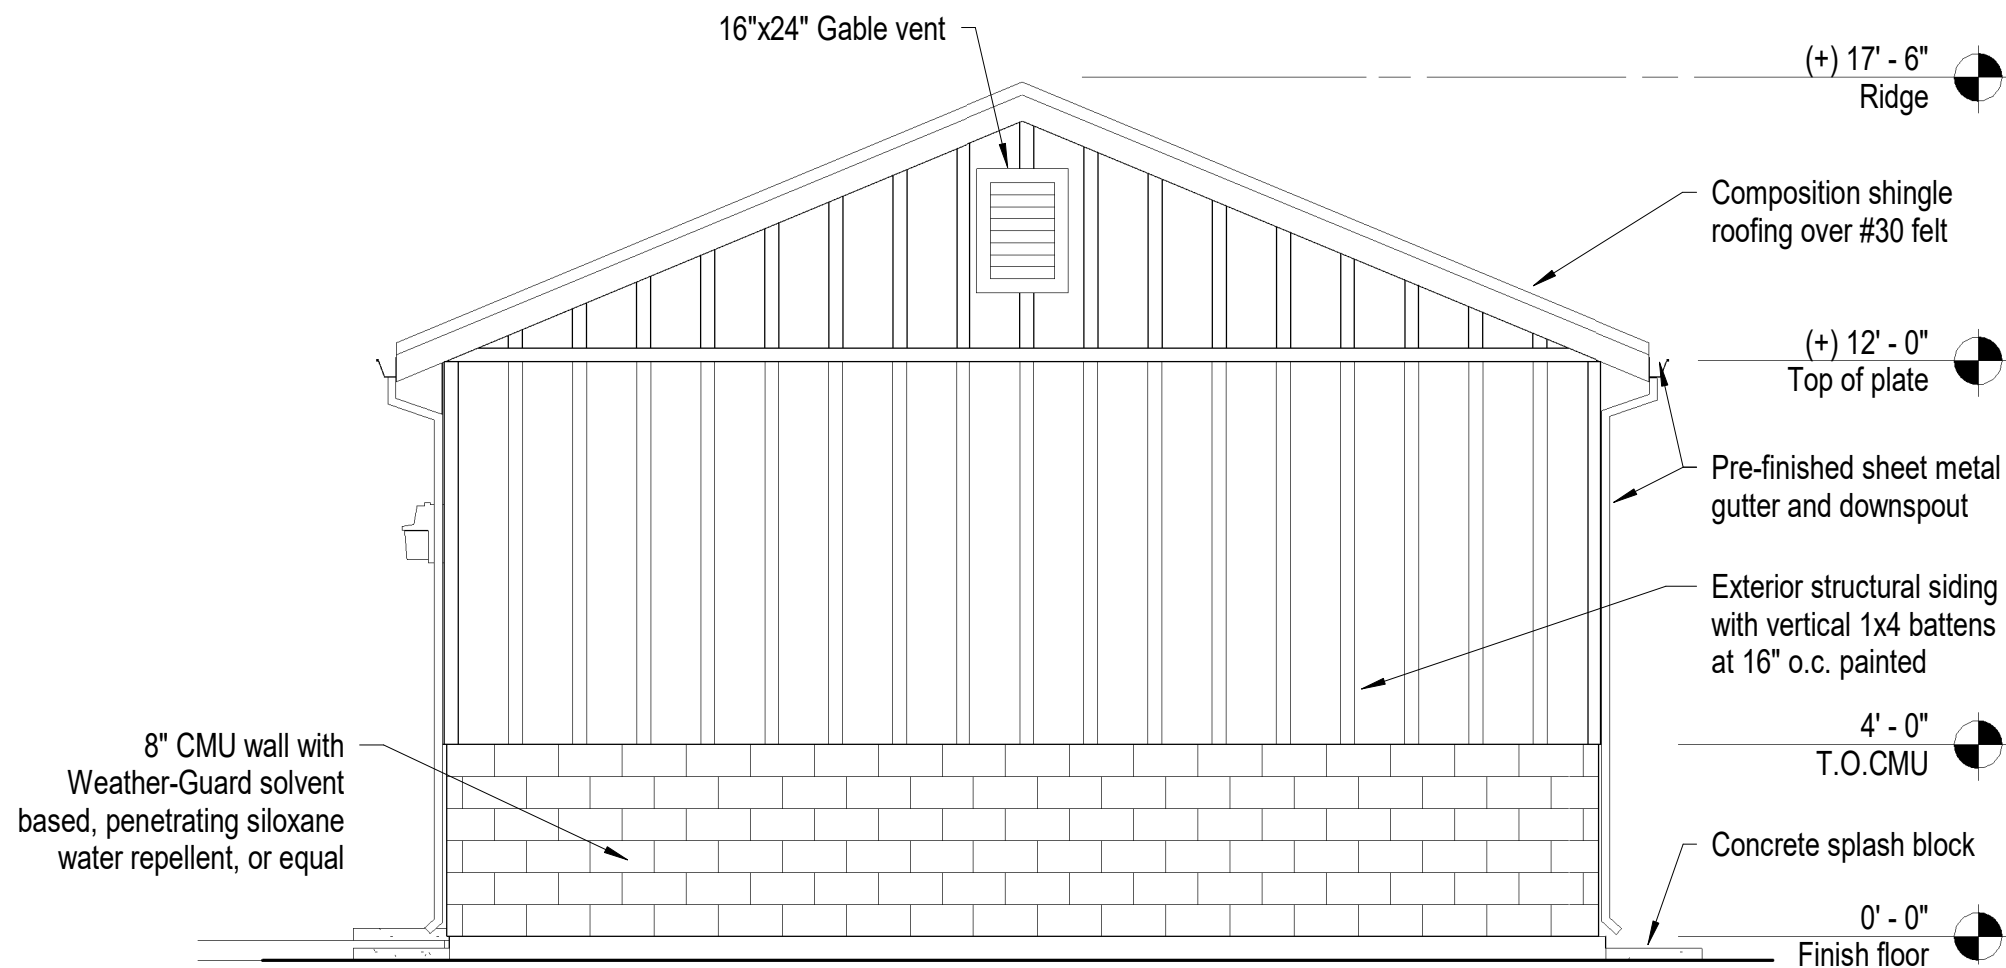 16"x24" Gable vent
(+) 17' - 6"
Ridge
Composition shingle
roofing over #30 felt
(+) 12' - 0"
Top of plate
Pre-finished sheet metal
gutter and downspout
Exterior structural siding
with vertical 1x4 battens
at 16" o.c. painted
4' - 0"
T.O.CMU
8" CMU wall with
Weather-Guard solvent
based, penetrating siloxane
water repellent, or equal
Concrete splash block
0' - 0"
Finish floor